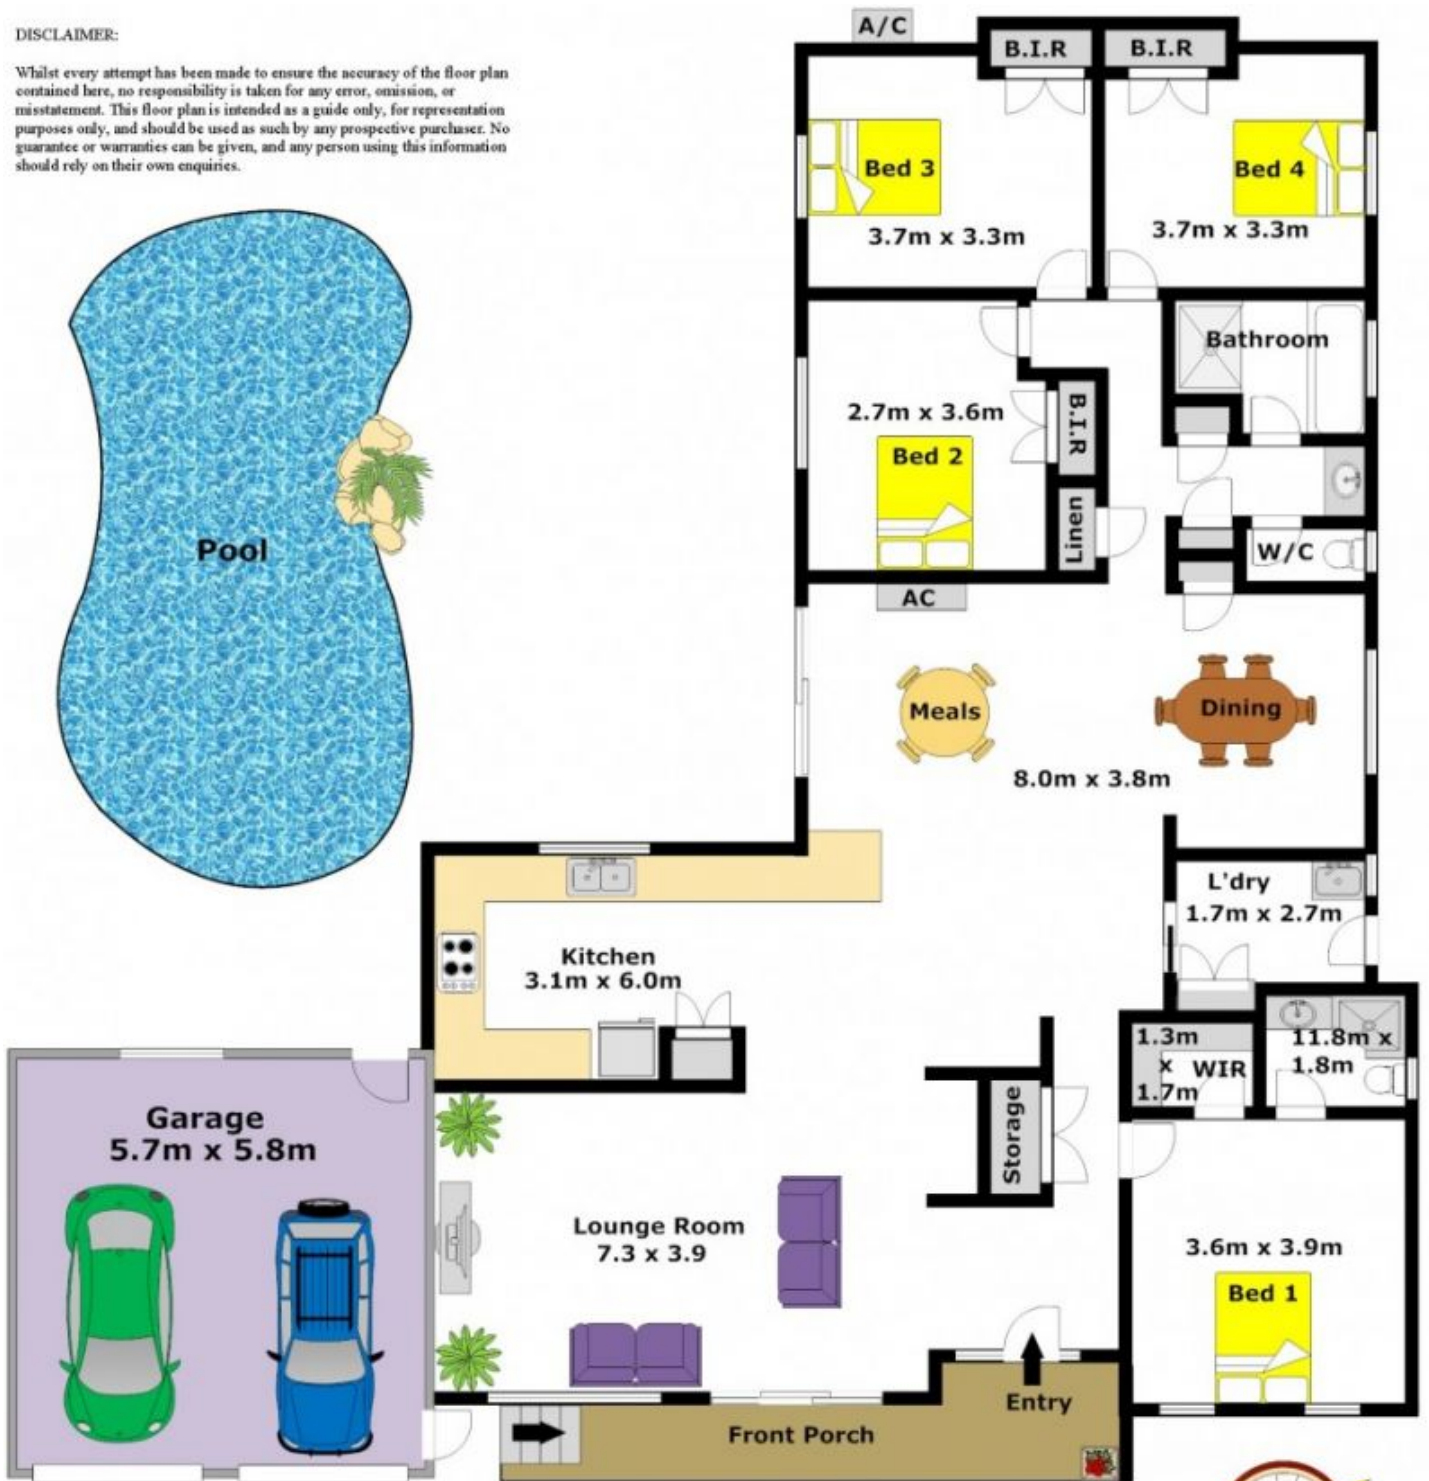 DISCLAIMER:
Whilst every attempt has been made to ensure the accuracy of the floor plan
contained here, no responsibility is taken for any error, omission, or
misstatement. This floor plan is intended as a guide only, for representation
purposes only, and should be used as such by any prospective purchaser. No
guarantee or warranties can be given, and any person using this information
should rely on their own enquiries.
A/C
B.I.R
B.I.R
Bed 3
3.7m x 3.3m
Bed 4
3.7m x 3.3m
Bathroom
2.7m x 3.6m
Bed 2
B.I.R
Linen
W/C
Pool
AC
Meals
Dining
8.0m x 3.8m
L'dry
1.7m x 2.7m
Kitchen
3.1m x 6.0m
1.3m
x
1.7m
WIR
11.8m x
1.8m
Garage
5.7m x 5.8m
Storage
Lounge Room
7.3 x 3.9
3.6m x 3.9m
Bed 1
Entry
Front Porch